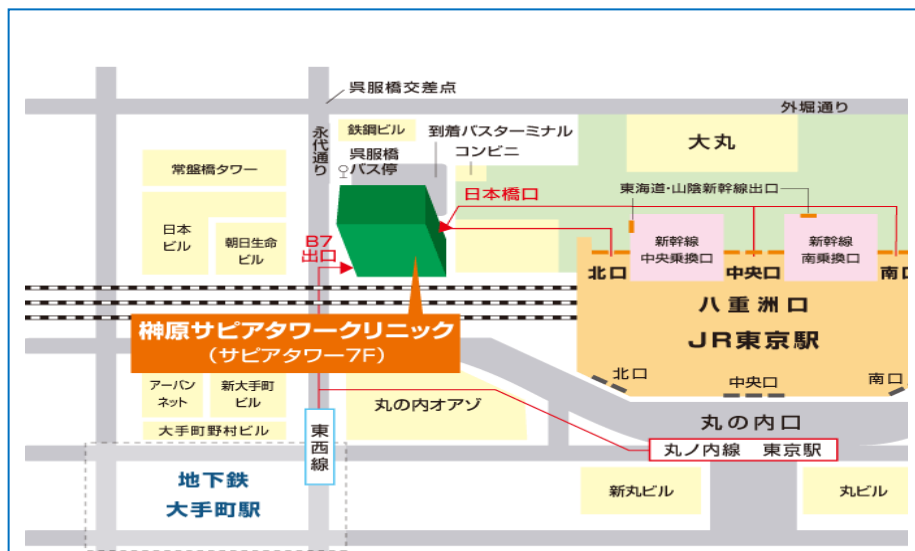 呉服橋交差点
外堀通り
永代通り
鉄鋼ビル
到着バスターミナル
コンビニ
大丸
呉服橋
バス停
常盤橋タワー
日本橋口
東海道・山陰新幹線出口
日本
ビル
朝日生命
ビル
B7
出口
新幹線
中央乗換口
新幹線
南乗換口
北口
中央口
南口
八重洲口
JR東京駅
榊原サピアタワークリニック
(サピアタワー7F)
北口
中央口
南口
アーバン
ネット
新大手町
ビル
丸の内オアゾ
大手町野村ビル
丸の内口
東西線
丸ノ内線 東京駅
地下鉄
大手町駅
新丸ビル
丸ビル